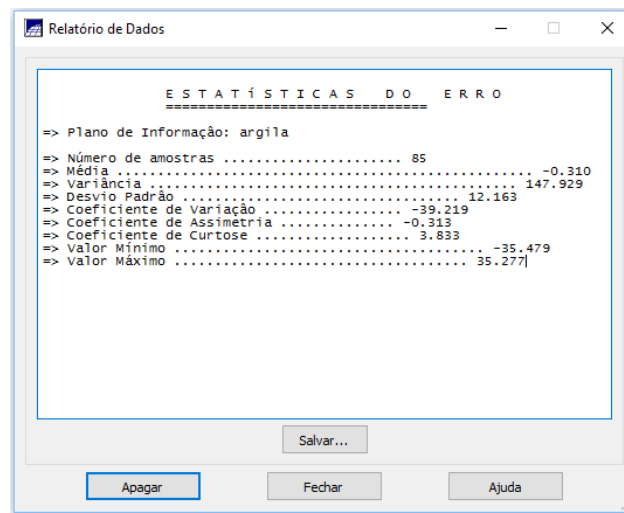 Relatório de Dados
E S T A T í S T I C A S   D O   E R R O
================================
=> Plano de Informação: argila
=> Número de amostras ...................... 85
=> Média ................................................... -0.310
=> Variância ............................................. 147.929
=> Desvio Padrão .................................. 12.163
=> Coeficiente de Variação ................. -39.219
=> Coeficiente de Assimetria .............. -0.313
=> Coeficiente de Curtose ................... 3.833
=> Valor Mínimo ...................................... -35.479
=> Valor Máximo .................................... 35.277
Salvar...
Apagar Fechar Ajuda